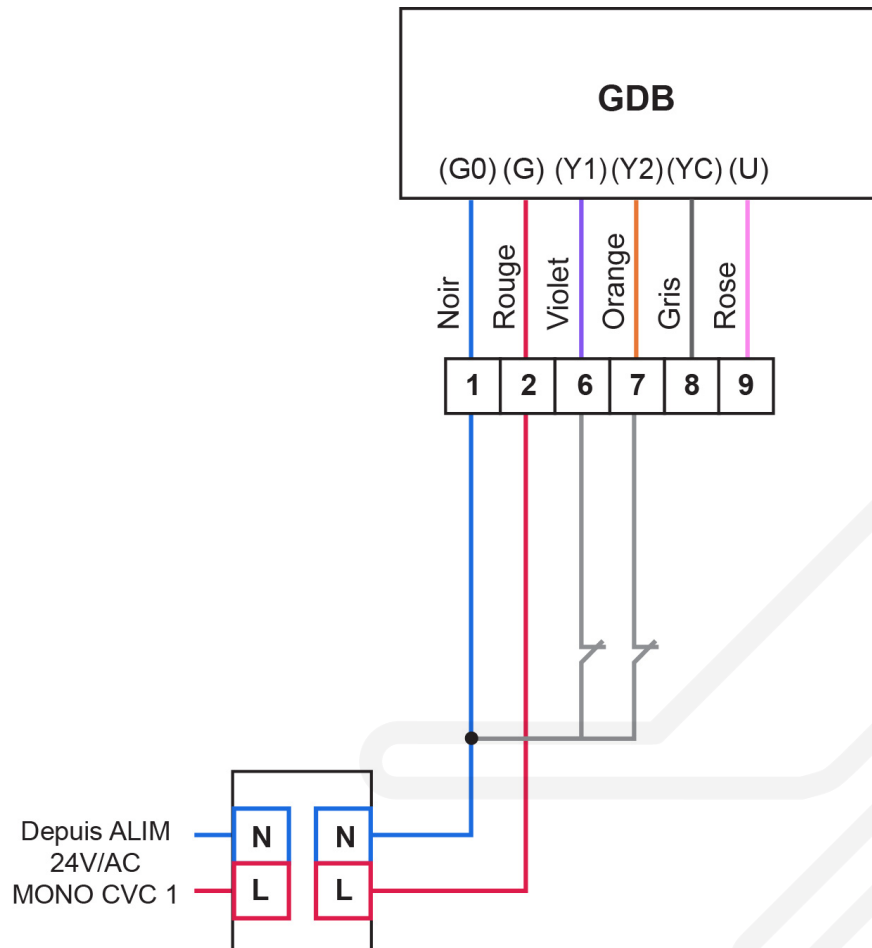 GDB
(G0) (G) (Y1) (Y2) (YC) (U)
Noir
Rouge
Violet
Orange
Gris
Rose
1 2 6 7 8 9
Depuis ALIM
24V/AC
MONO CVC 1
N N
L L